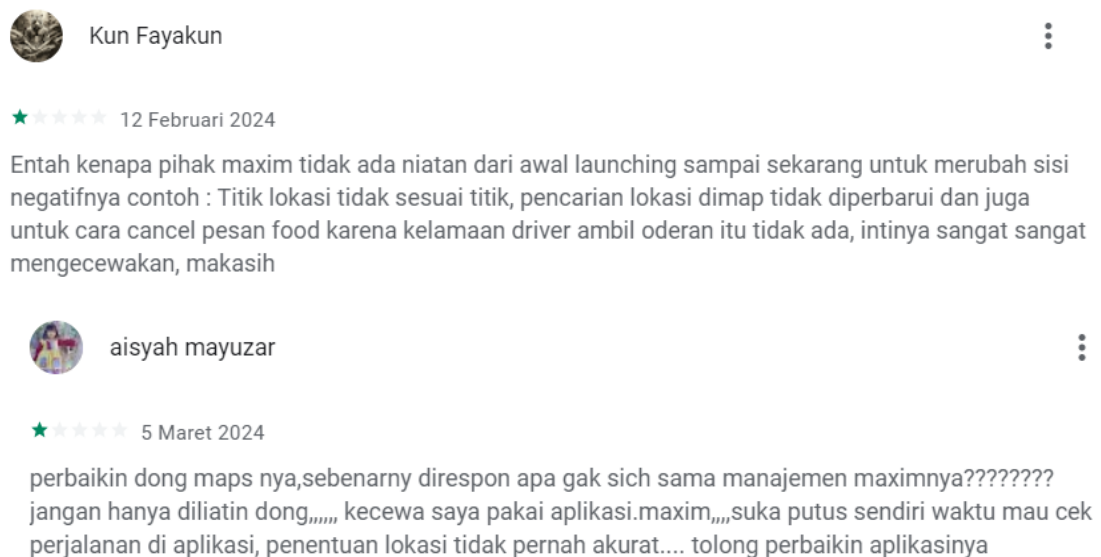 Kun Fayakun
12 Februari 2024
Entah kenapa pihak maxim tidak ada niatan dari awal launching sampai sekarang untuk merubah sisi
negatifnya contoh : Titik lokasi tidak sesuai titik, pencarian lokasi dimap tidak diperbarui dan juga
untuk cara cancel pesan food karena kelamaan driver ambil oderan itu tidak ada, intinya sangat sangat
mengecewakan, makasih
aisyah mayuzar
5 Maret 2024
perbaikin dong maps nya,sebenarny direspon apa gak sich sama manajemen maximnya????????
jangan hanya diliatin dong,,,,,, kecewa saya pakai aplikasi.maxim,,,,suka putus sendiri waktu mau cek
perjalanan di aplikasi, penentuan lokasi tidak pernah akurat.... tolong perbaikin aplikasinya